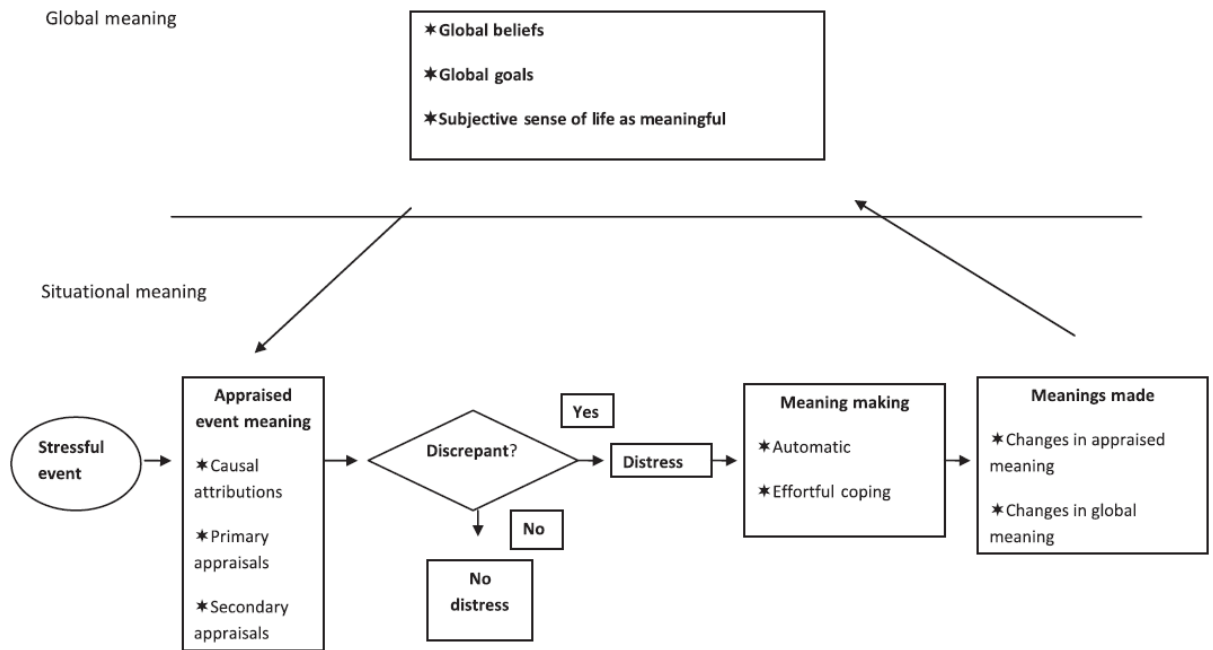 Global meaning
✶Global beliefs
✶Global goals
✶Subjective sense of life as meaningful
Situational meaning
Stressful
event
Appraised
event meaning
✶Causal
attributions
✶Primary
appraisals
✶Secondary
appraisals
Discrepant?
Yes
No
No
distress
Distress
Meaning making
✶Automatic
✶Effortful coping
Meanings made
✶Changes in appraised
meaning
✶Changes in global
meaning